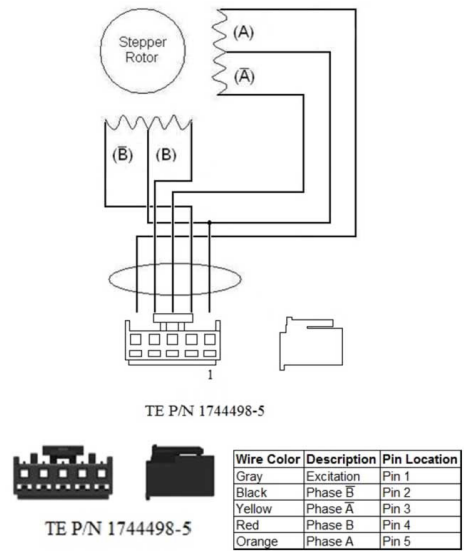 Stepper
Rotor
(A)
(A̅)
(B̅)
(B)
1
TE P/N 1744498-5
TE P/N 1744498-5
Wire Color Description Pin Location
Gray Excitation Pin 1
Black Phase B̅ Pin 2
Yellow Phase A̅ Pin 3
Red Phase B Pin 4
Orange Phase A Pin 5